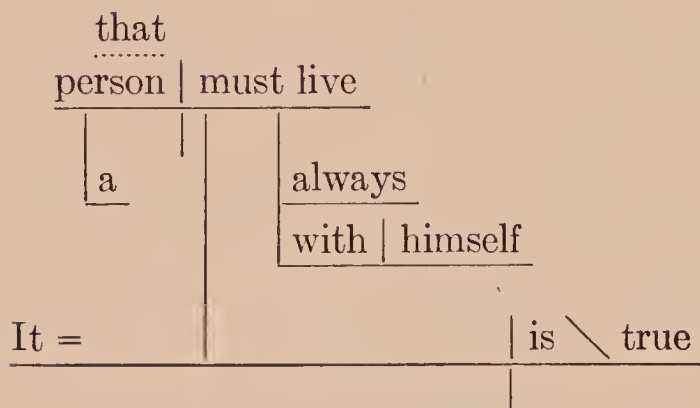 that
person | must live
a
always
with | himself
It =
is \ true